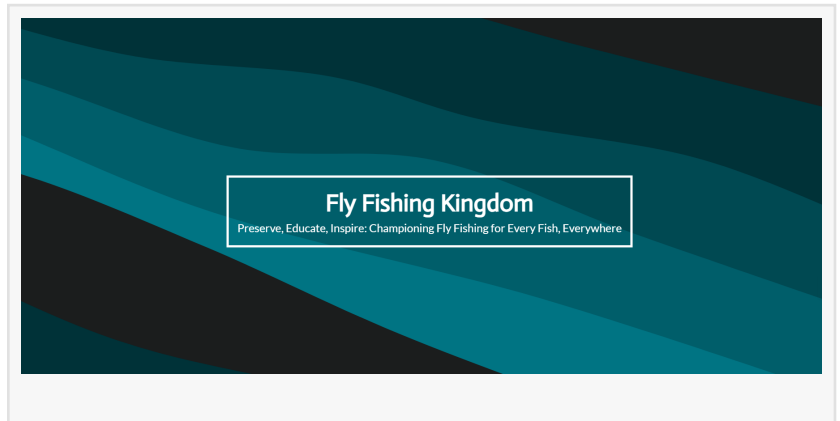 Fly Fishing Kingdom
Preserve, Educate, Inspire: Championing Fly Fishing for Every Fish, Everywhere